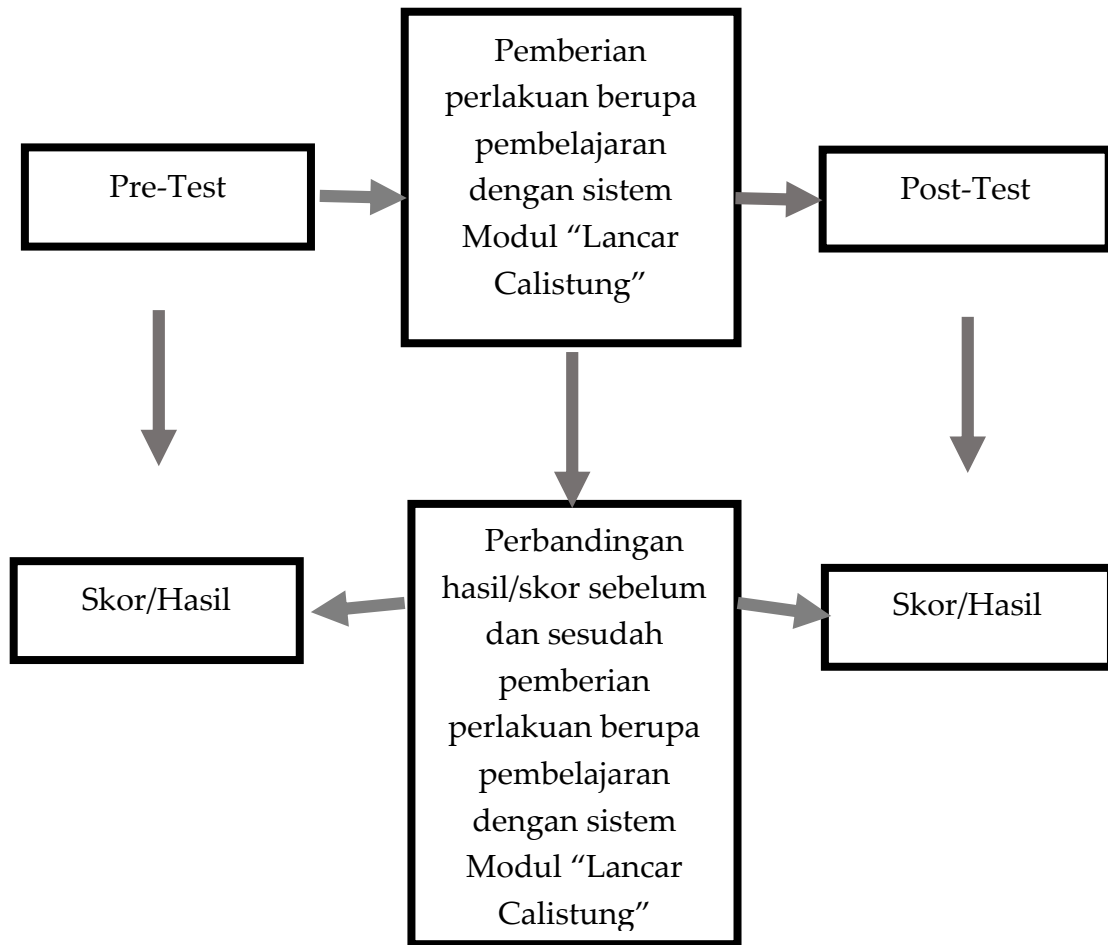 Pre-Test
Pemberian
perlakuan berupa
pembelajaran
dengan sistem
Modul “Lancar
Calistung”
Post-Test
Skor/Hasil
Perbandingan
hasil/skor sebelum
dan sesudah
pemberian
perlakuan berupa
pembelajaran
dengan sistem
Modul “Lancar
Calistung”
Skor/Hasil